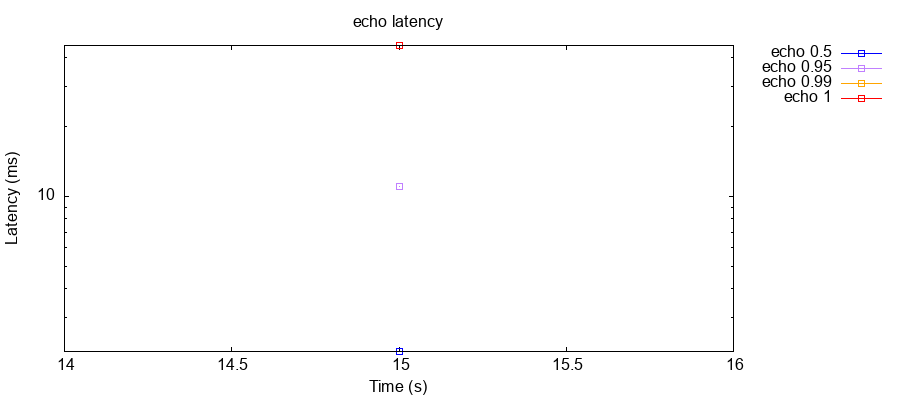 echo latency
echo 0.5
echo 0.95
echo 0.99
echo 1
Latency (ms)
10
14 14.5 15 15.5 16
Time (s)